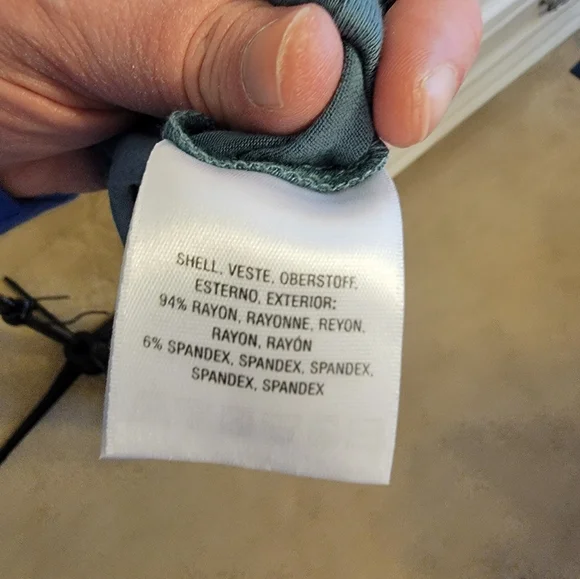 SHELL, VESTE, OBERSTOFF,
ESTERNO, EXTERIOR:
94% RAYON, RAYONNE, REYON,
RAYON, RAYÓN
6% SPANDEX, SPANDEX, SPANDEX,
SPANDEX, SPANDEX